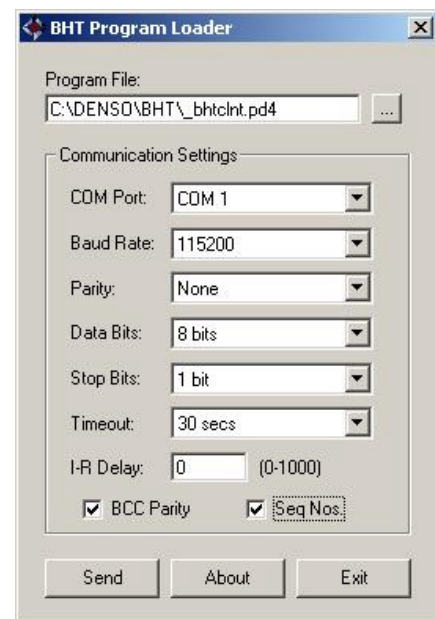 BHT Program Loader
Program File:
C:\DENSO\BHT\_bhtclnt.pd4
...
Communication Settings
COM Port: COM 1
Baud Rate: 115200
Parity: None
Data Bits: 8 bits
Stop Bits: 1 bit
Timeout: 30 secs
I-R Delay: 0 (0-1000)
BCC Parity Seq Nos.
Send About Exit